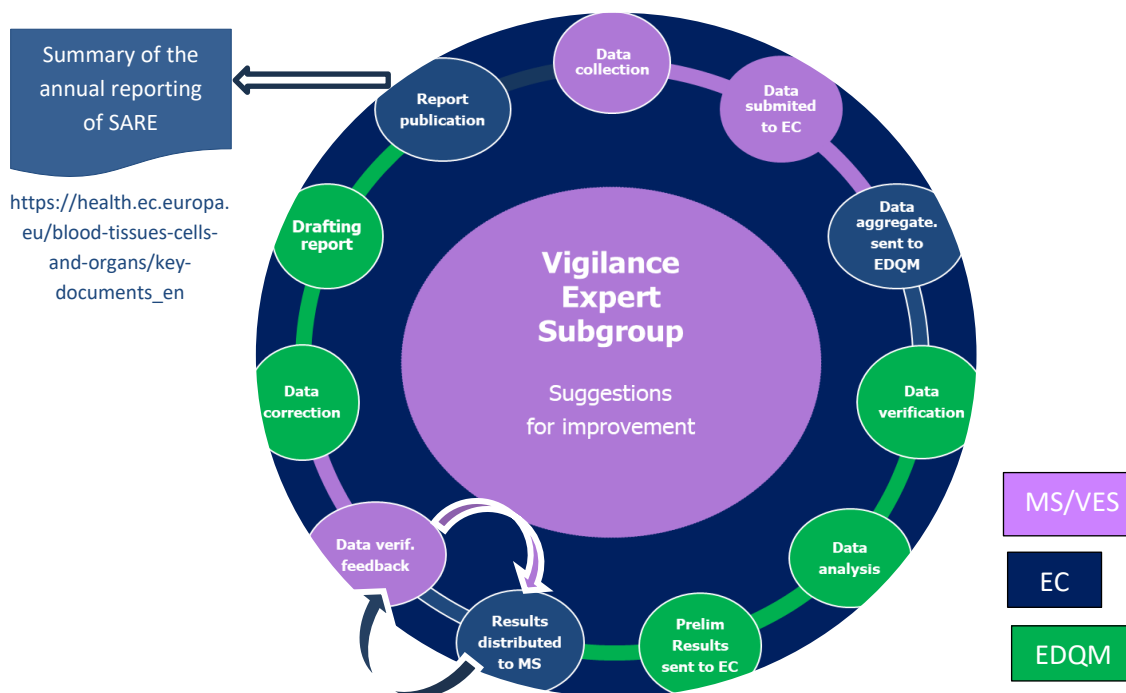 Summary of the
annual reporting
of SARE
https://health.ec.europa.
eu/blood-tissues-cells-
and-organs/key-
documents_en
Data
collection
Data
submited
to EC
Data
aggregate.
sent to
EDQM
Data
verification
Data
analysis
Prelim
Results
sent to EC
Results
distributed
to MS
Data verif.
feedback
Data
correction
Drafting
report
Report
publication
Vigilance
Expert
Subgroup
Suggestions
for improvement
MS/VES
EC
EDQM